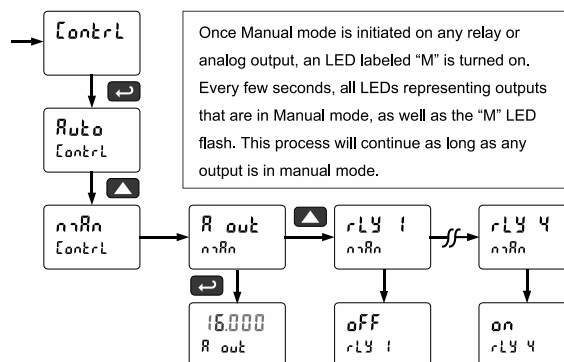 Contrl
Once Manual mode is initiated on any relay or
analog output, an LED labeled “M” is turned on.
Every few seconds, all LEDs representing outputs
that are in Manual mode, as well as the “M” LED
flash. This process will continue as long as any
output is in manual mode.
Auto
Contrl
mAn
Contrl
A out
mAn
rLY 1
mAn
rLY 4
mAn
16.000
A out
oFF
rLY 1
on
rLY 4